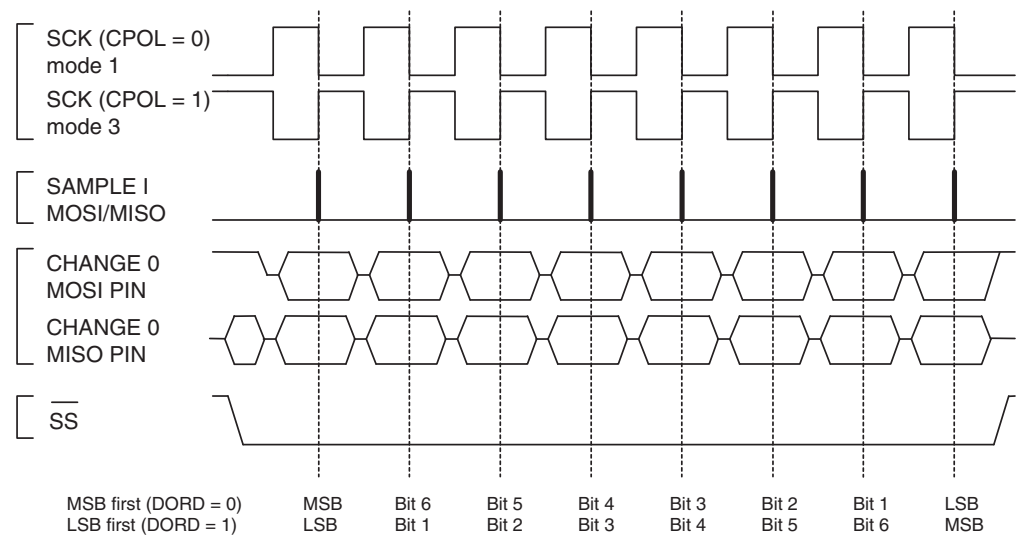 SCK (CPOL = 0)
mode 1
SCK (CPOL = 1)
mode 3
SAMPLE I
MOSI/MISO
CHANGE 0
MOSI PIN
CHANGE 0
MISO PIN
SS
MSB first (DORD = 0) MSB Bit 6 Bit 5 Bit 4 Bit 3 Bit 2 Bit 1 LSB
LSB first (DORD = 1) LSB Bit 1 Bit 2 Bit 3 Bit 4 Bit 5 Bit 6 MSB